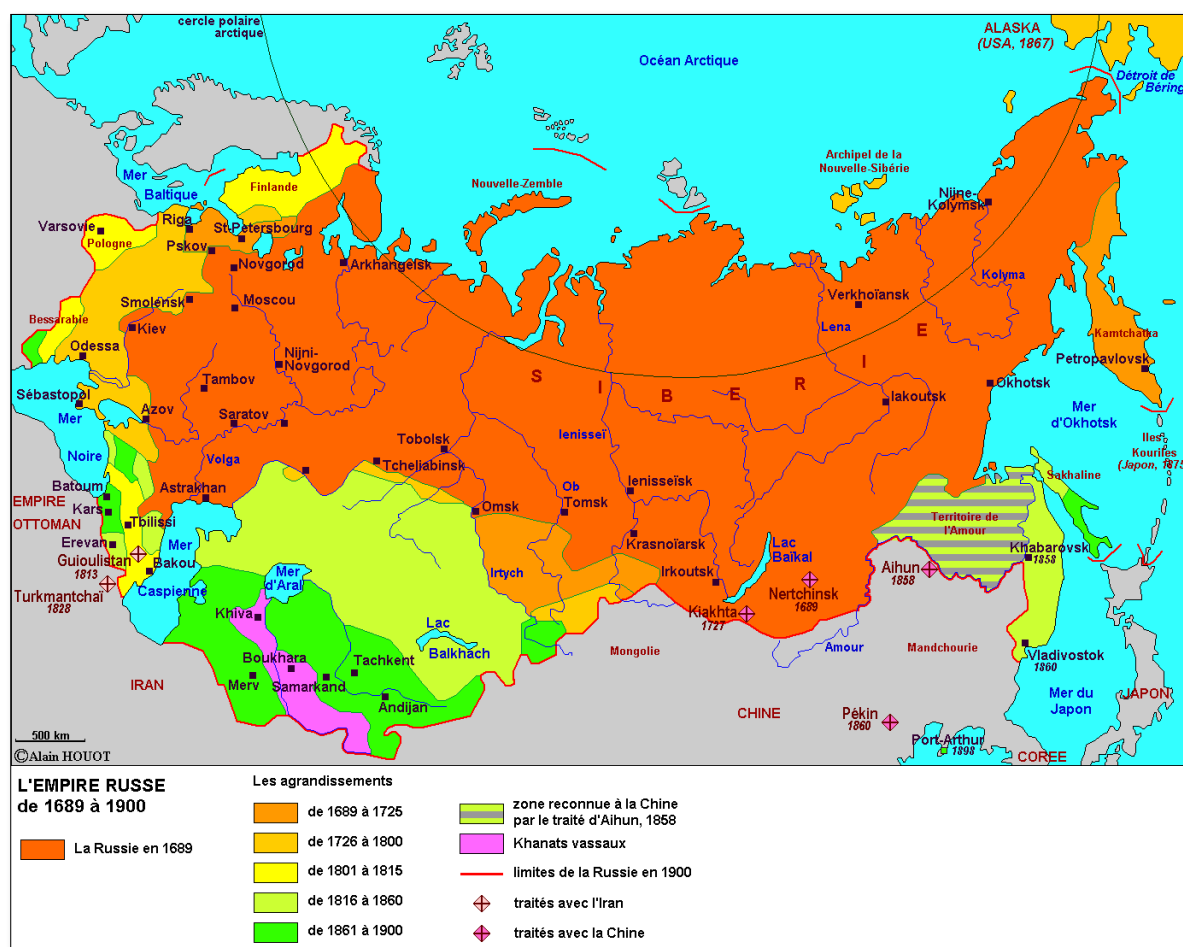 cercle polaire
arctique
ALASKA
(USA, 1867)
Océan Arctique
Détroit de
Béring
Mer
Baltique
Finlande
Nouvelle-Zemble
Archipel de la
Nouvelle-Sibérie
Nijne-
Kolymsk
Varsovie
Pologne
Riga
St-Petersbourg
Pskov
Novgorod
Arkhangelsk
Kolyma
Smolensk
Moscou
Verkhoïansk
Lena
Bessarabie
Kiev
Kamtchatka
Odessa
Nijni-
Novgorod
Petropavlovsk
SIBERIE
Okhotsk
Sébastopol
Tambov
Iakoutsk
Mer
Noire
Azov
Saratov
Mer
d'Okhotsk
Tobolsk
Ienisseï
Iles
Kouriles
(Japon, 1875)
Volga
Tcheliabinsk
Sakhaline
Batoum
Astrakhan
Ob
Ienisseïsk
EMPIRE
OTTOMAN
Kars
Omsk
Tomsk
Territoire de
l'Amour
Tbilissi
Erevan
Mer
Caspienne
Krasnoïarsk
Lac
Baïkal
Khabarovsk
1858
Guioulistan
1813
Bakou
Aihun
1858
Turkmantchaï
1828
Mer
d'Aral
Irtych
Irkoutsk
Nertchinsk
1689
Khiva
Kiakhta
1727
Lac
Balkhach
Mongolie
Amour
Mandchourie
Boukhara
Tachkent
Vladivostok
1860
IRAN
Merv
Samarkand
Andijan
CHINE
Pékin
1860
Mer du
Japon
JAPON
Port-Arthur
1898
COREE
500 km
©Alain HOUOT
L'EMPIRE RUSSE
de 1689 à 1900
La Russie en 1689
Les agrandissements
de 1689 à 1725
de 1726 à 1800
de 1801 à 1815
de 1816 à 1860
de 1861 à 1900
zone reconnue à la Chine
par le traité d'Aihun, 1858
Khanats vassaux
limites de la Russie en 1900
traités avec l'Iran
traités avec la Chine